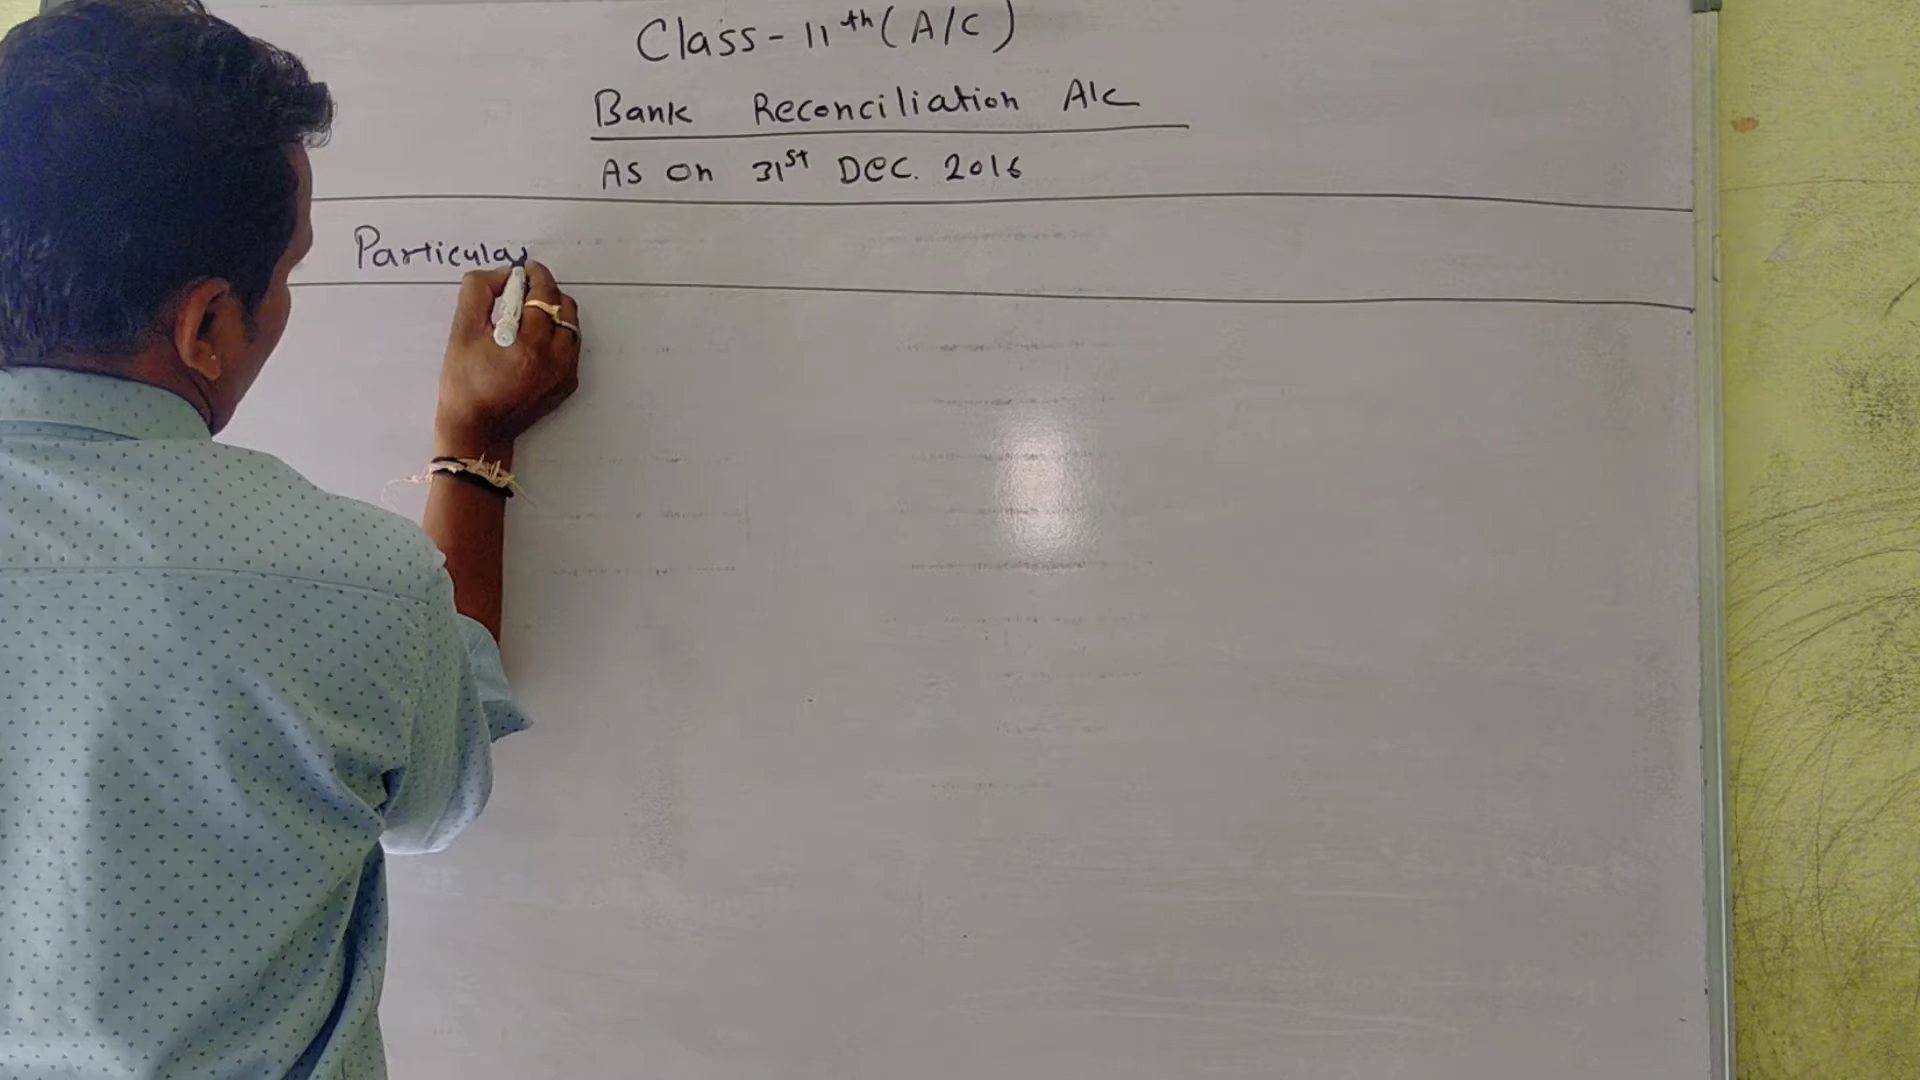 Class - 11th (A/C)
Bank Reconciliation A/c
As on 31st Dec. 2016
Particular